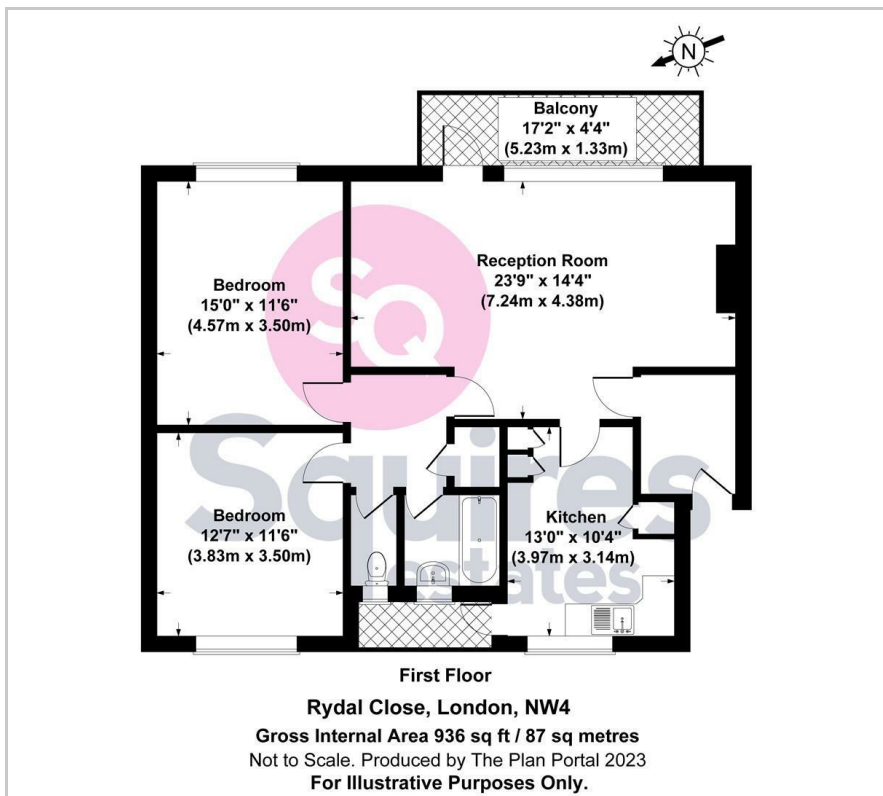 N
Balcony
17'2" x 4'4"
(5.23m x 1.33m)
Reception Room
23'9" x 14'4"
(7.24m x 4.38m)
Bedroom
15'0" x 11'6"
(4.57m x 3.50m)
SQ
Squires
estates
Bedroom
12'7" x 11'6"
(3.83m x 3.50m)
Kitchen
13'0" x 10'4"
(3.97m x 3.14m)
First Floor
Rydal Close, London, NW4
Gross Internal Area 936 sq ft / 87 sq metres
Not to Scale. Produced by The Plan Portal 2023
For Illustrative Purposes Only.